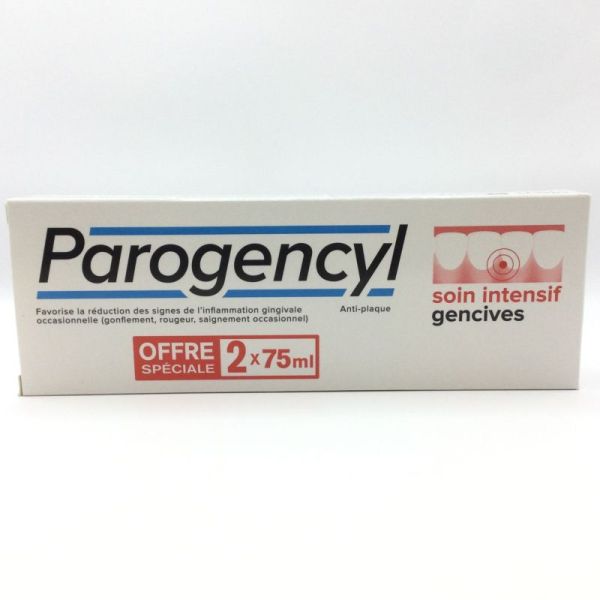 Parogencyl
Favorise la réduction des signes de l'inflammation gingivale
occasionnelle (gonflement, rougeur, saignement occasionnel)
Anti-plaque
soin intensif
gencives
OFFRE
SPÉCIALE
2 x 75ml